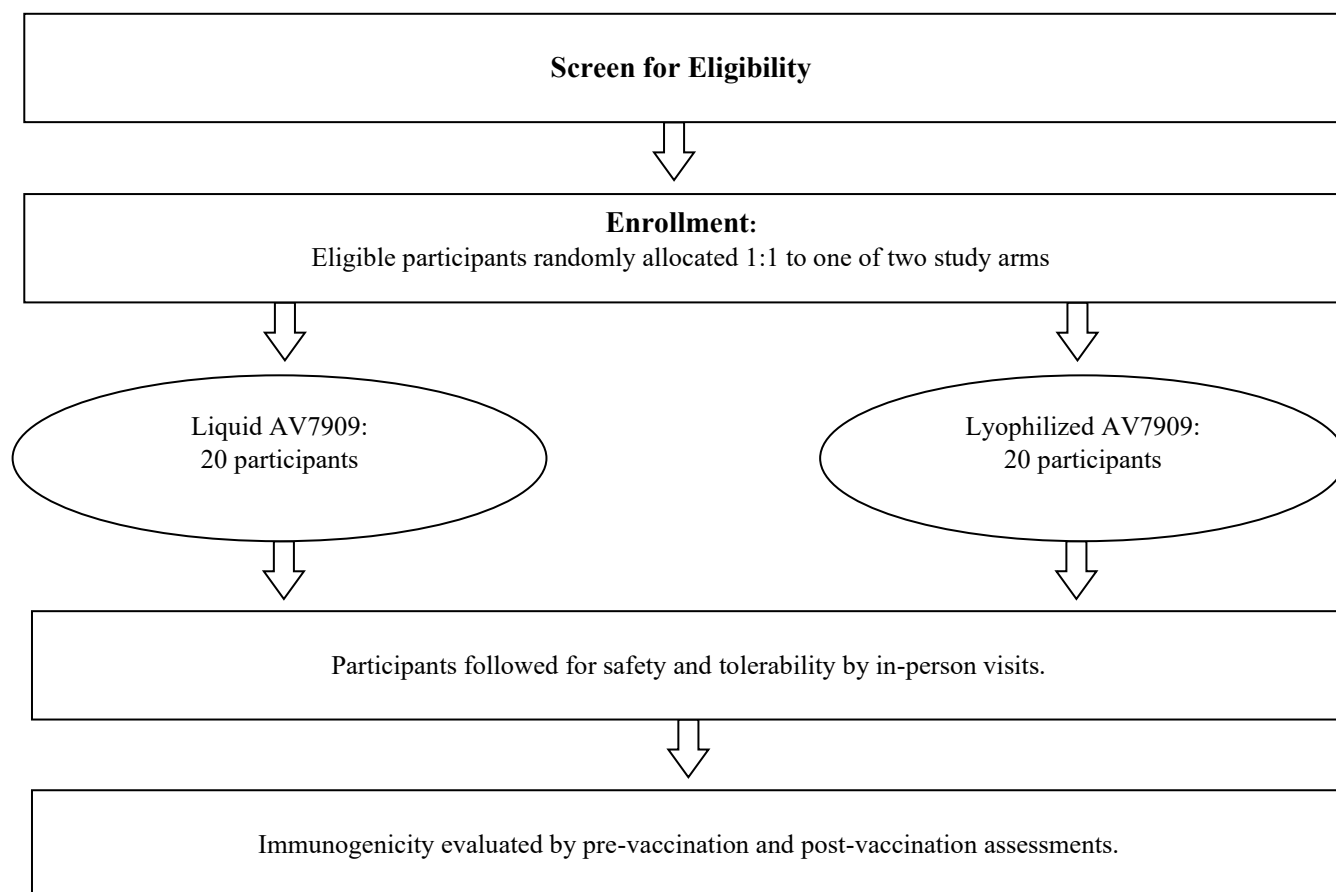 Screen for Eligibility
Enrollment:
Eligible participants randomly allocated 1:1 to one of two study arms
Liquid AV7909:
20 participants
Lyophilized AV7909:
20 participants
Participants followed for safety and tolerability by in-person visits.
Immunogenicity evaluated by pre-vaccination and post-vaccination assessments.